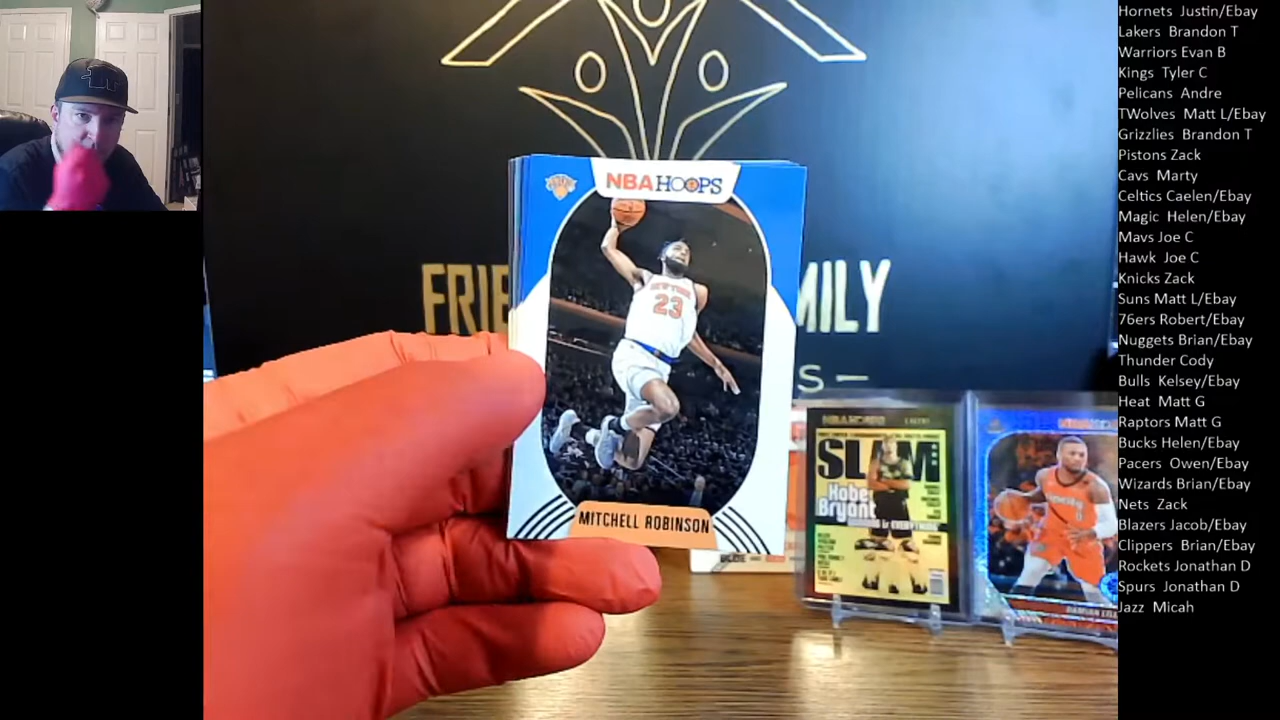 Hornets Justin/Ebay
Lakers Brandon T
Warriors Evan B
Kings Tyler C
Pelicans Andre
TWolves Matt L/Ebay
Grizzlies Brandon T
Pistons Zack
Cavs Marty
Celtics Caelen/Ebay
Magic Helen/Ebay
Mavs Joe C
Hawk Joe C
Knicks Zack
Suns Matt L/Ebay
76ers Robert/Ebay
Nuggets Brian/Ebay
Thunder Cody
Bulls Kelsey/Ebay
Heat Matt G
Raptors Matt G
Bucks Helen/Ebay
Pacers Owen/Ebay
Wizards Brian/Ebay
Nets Zack
Blazers Jacob/Ebay
Clippers Brian/Ebay
Rockets Jonathan D
Spurs Jonathan D
Jazz Micah
NBA HOOPS
NEW YORK
23
MITCHELL ROBINSON
FRIE MILY
S
SLAM
Kobe
Bryant